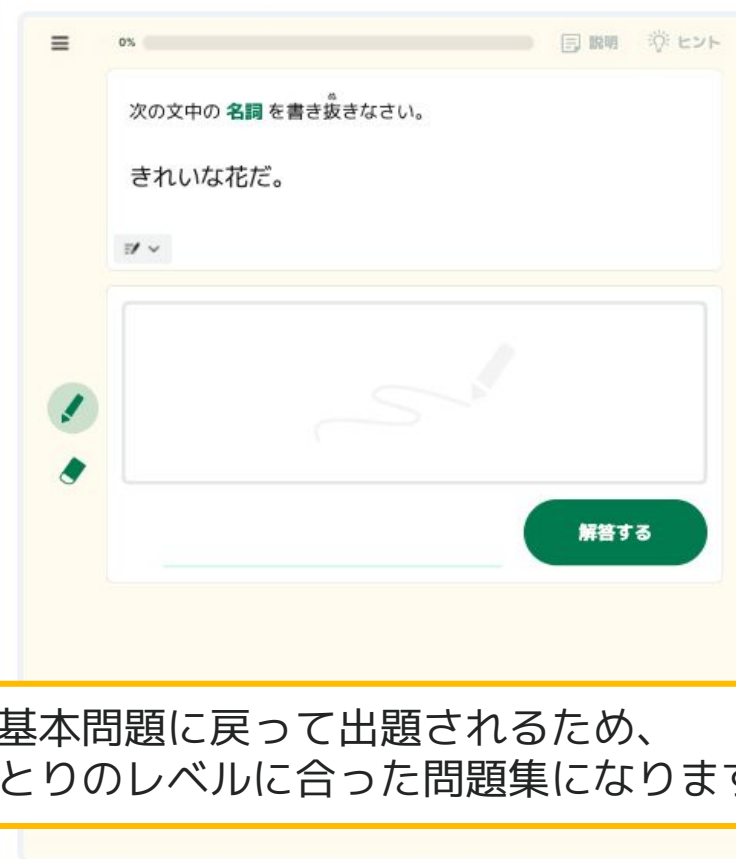 0%
説明
ヒント
次の文中の 名詞 を書き抜きなさい。
ぬ
きれいな花だ。
解答する
基本問題に戻って出題されるため、
とりのレベルに合った問題集になります